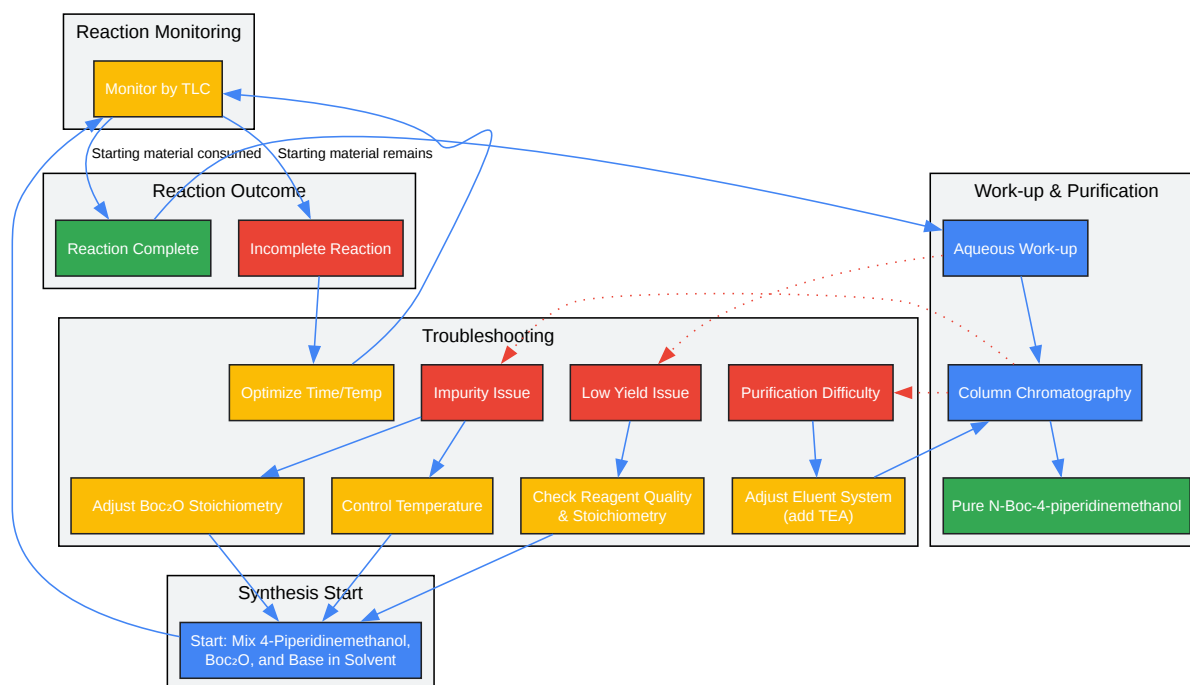 Reaction Monitoring
Monitor by TLC
Starting material consumed
Starting material remains
Reaction Outcome
Reaction Complete
Incomplete Reaction
Work-up & Purification
Aqueous Work-up
Column Chromatography
Pure N-Boc-4-piperidinemethanol
Troubleshooting
Optimize Time/Temp
Impurity Issue
Low Yield Issue
Purification Difficulty
Adjust Boc₂O Stoichiometry
Control Temperature
Check Reagent Quality
& Stoichiometry
Adjust Eluent System
(add TEA)
Synthesis Start
Start: Mix 4-Piperidinemethanol,
Boc₂O, and Base in Solvent